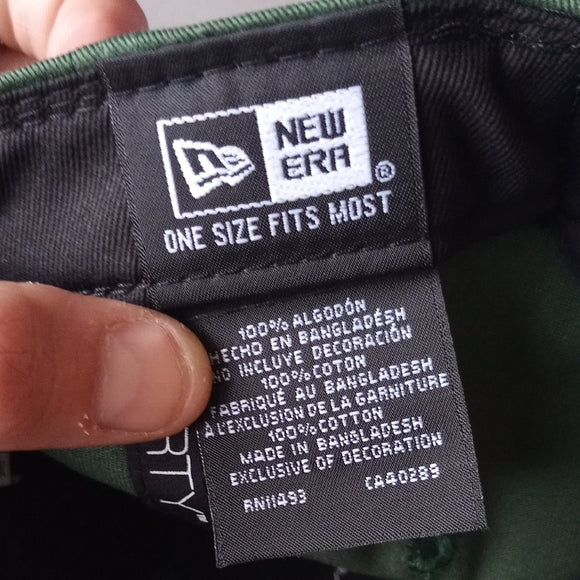 NEW
ERA®
ONE SIZE FITS MOST
100% ALGODÓN
HECHO EN BANGLADÉSH
NO INCLUYE DECORACIÓN
100% COTON
FABRIQUÉ AU BANGLADESH
A L'EXCLUSION DE LA GARNITURE
100% COTTON
MADE IN BANGLADESH
EXCLUSIVE OF DECORATION
RN11493 CA40289